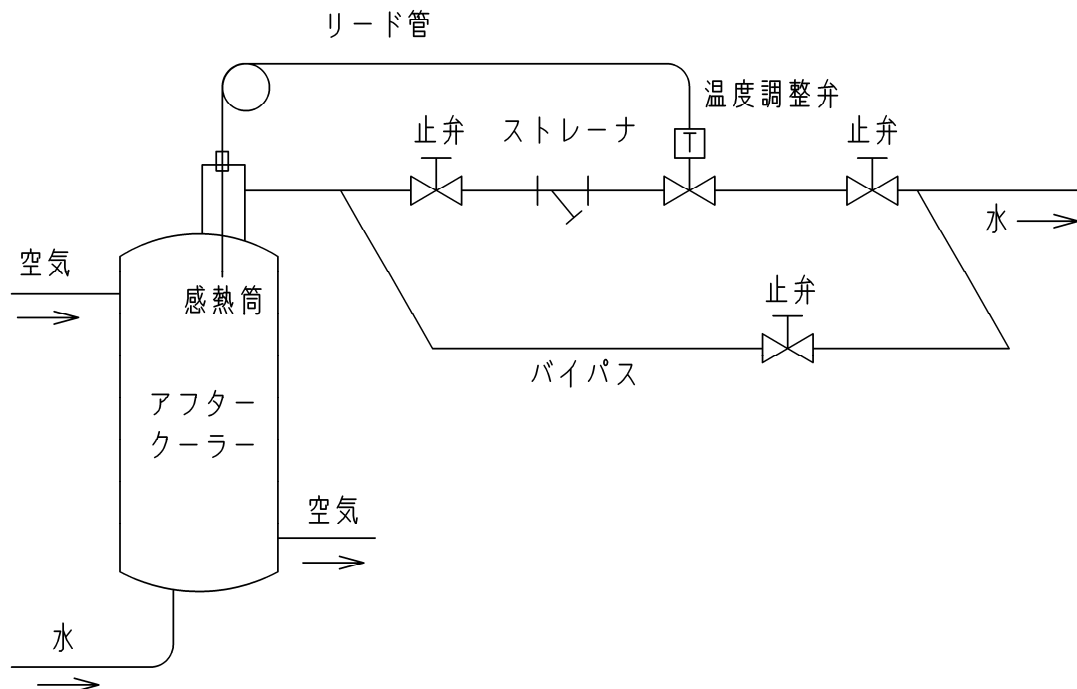 リード管
温度調整弁
止弁
ストレーナ
止弁
水
空気
感熱筒
止弁
バイパス
アフター
クーラー
空気
水
T